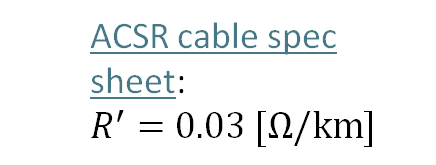 ACSR cable spec
sheet:
R′ = 0.03 [Ω/km]